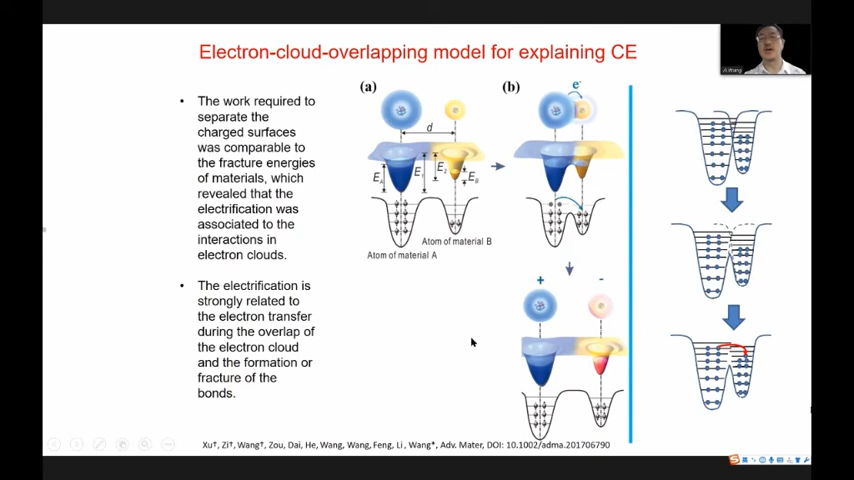 Electron-cloud-overlapping model for explaining CE
Zl Wang
• The work required to
separate the
charged surfaces
was comparable to
the fracture energies
of materials, which
revealed that the
electrification was
associated to the
interactions in
electron clouds.
• The electrification is
strongly related to
the electron transfer
during the overlap of
the electron cloud
and the formation or
fracture of the
bonds.
(a)
d
EA
E1
E2
EB
Atom of material B
Atom of material A
(b)
e-
+
-
Xu†, Zi†, Wang†, Zou, Dai, He, Wang, Wang, Feng, Li , Wang*, Adv. Mater, DOI: 10.1002/adma.201706790